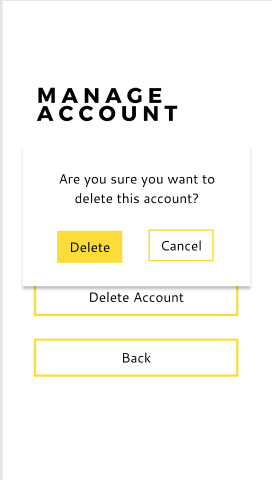 MANAGE
ACCOUNT
Are you sure you want to
delete this account?
Delete
Cancel
Delete Account
Back